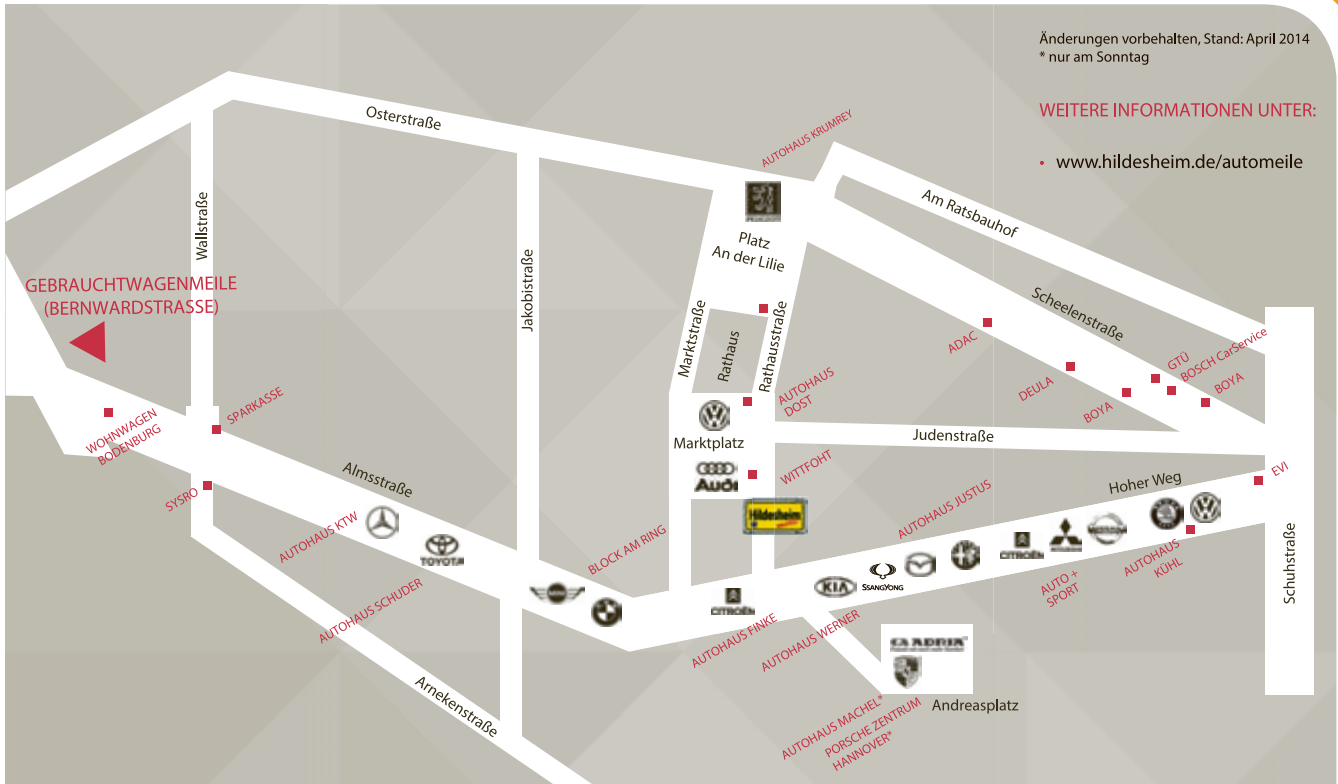 Änderungen vorbehalten, Stand: April 2014
* nur am Sonntag
WEITERE INFORMATIONEN UNTER:
• www.hildesheim.de/automeile
Osterstraße
AUTOHAUS KRUMREY
Am Ratsbauhof
Wallstraße
Platz
An der Lilie
GEBRAUCHTWAGENMEILE
(BERNWARDSTRASSE)
Jakobistraße
Marktstraße
Rathaus
Rathausstraße
Scheelenstraße
ADAC
DEULA
BOYA
GTÜ
BOSCH CarService
BOYA
AUTOHAUS
DOST
WOHNWAGEN
BODENBURG
SPARKASSE
Marktplatz
Judenstraße
Audi
WITTFOHT
SYSRO
Almsstraße
Hildesheim
Hoher Weg
EVI
AUTOHAUS KTW
TOYOTA
AUTOHAUS SCHUDER
BLOCK AM RING
MINI
CITROËN
AUTOHAUS FINKE
KIA
SSANGYONG
AUTOHAUS JUSTUS
AUTOHAUS WERNER
CITROËN
AUTO +
SPORT
AUTOHAUS
KÜHL
Schuhstraße
Arnekenstraße
ADRIA
Andreasplatz
AUTOHAUS MACHEL*
PORSCHE ZENTRUM
HANNOVER*